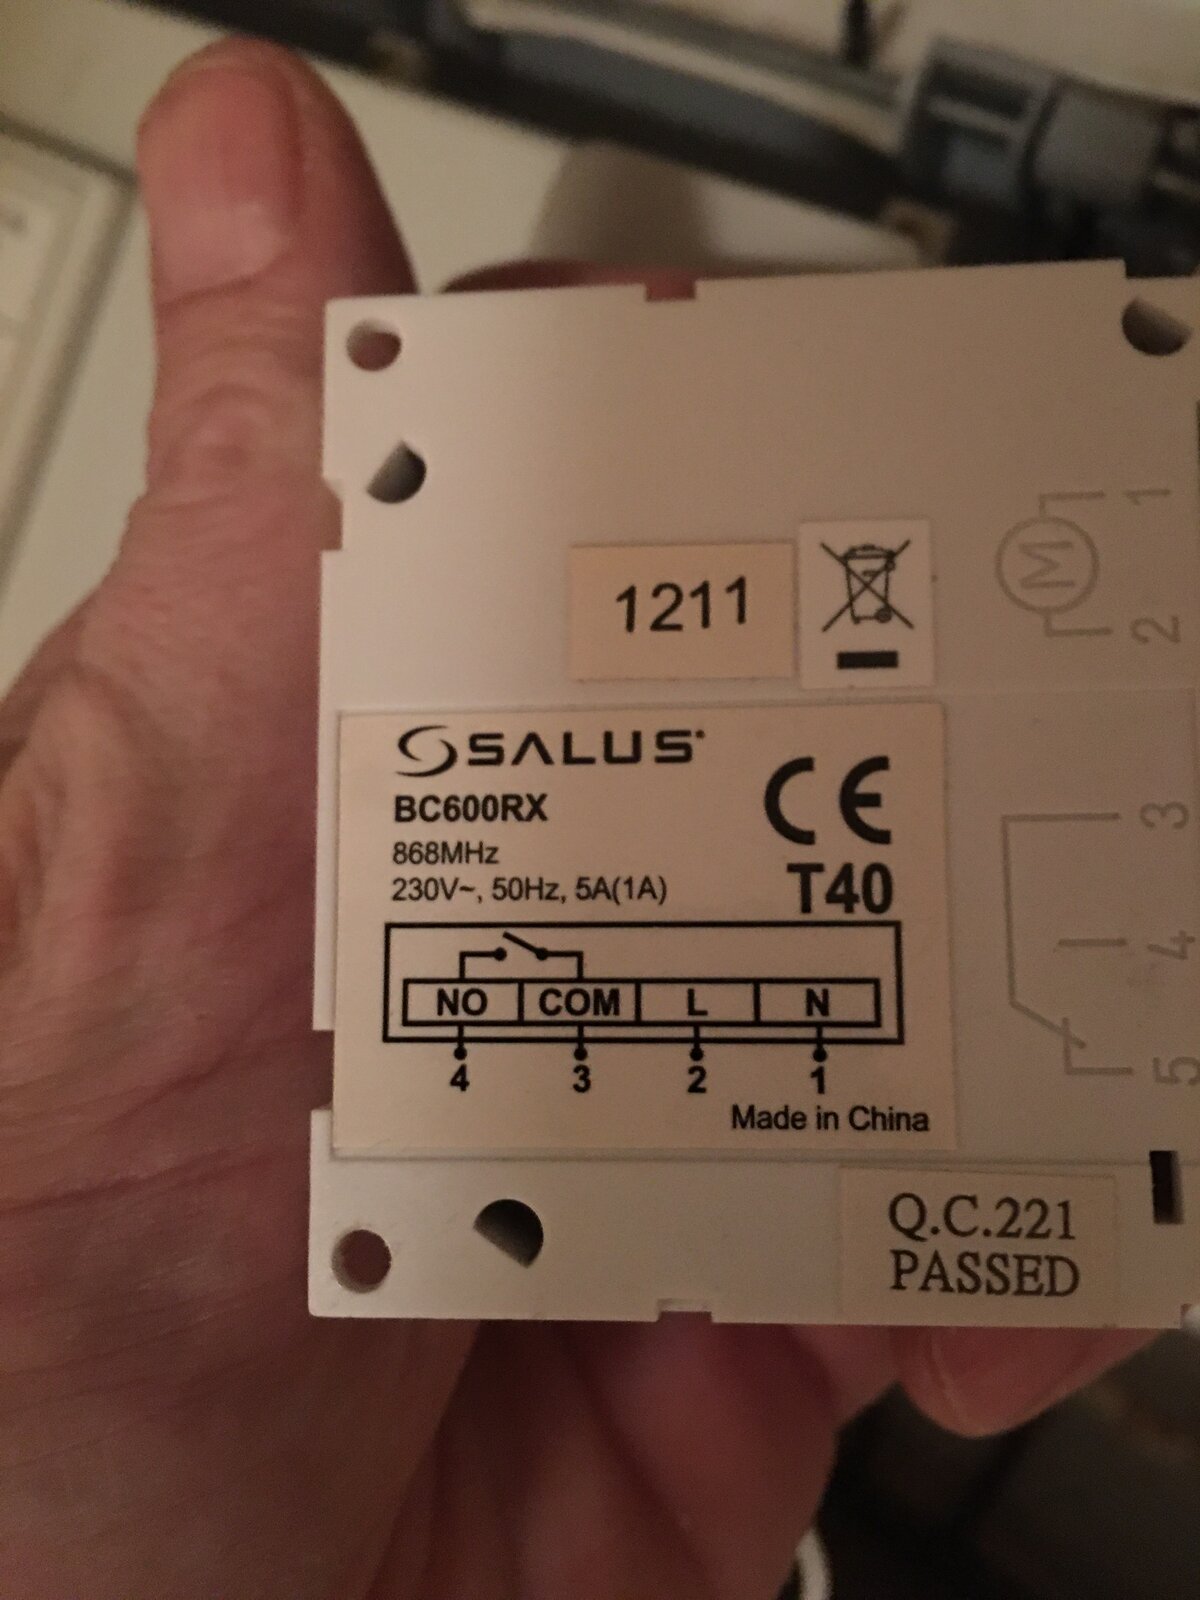 1211
M
1
2
SALUS
BC600RX
CE
868MHz
T40
230V~, 50Hz, 5A(1A)
NO COM L N
4 3 2 1
Made in China
3
4
5
Q.C.221
PASSED